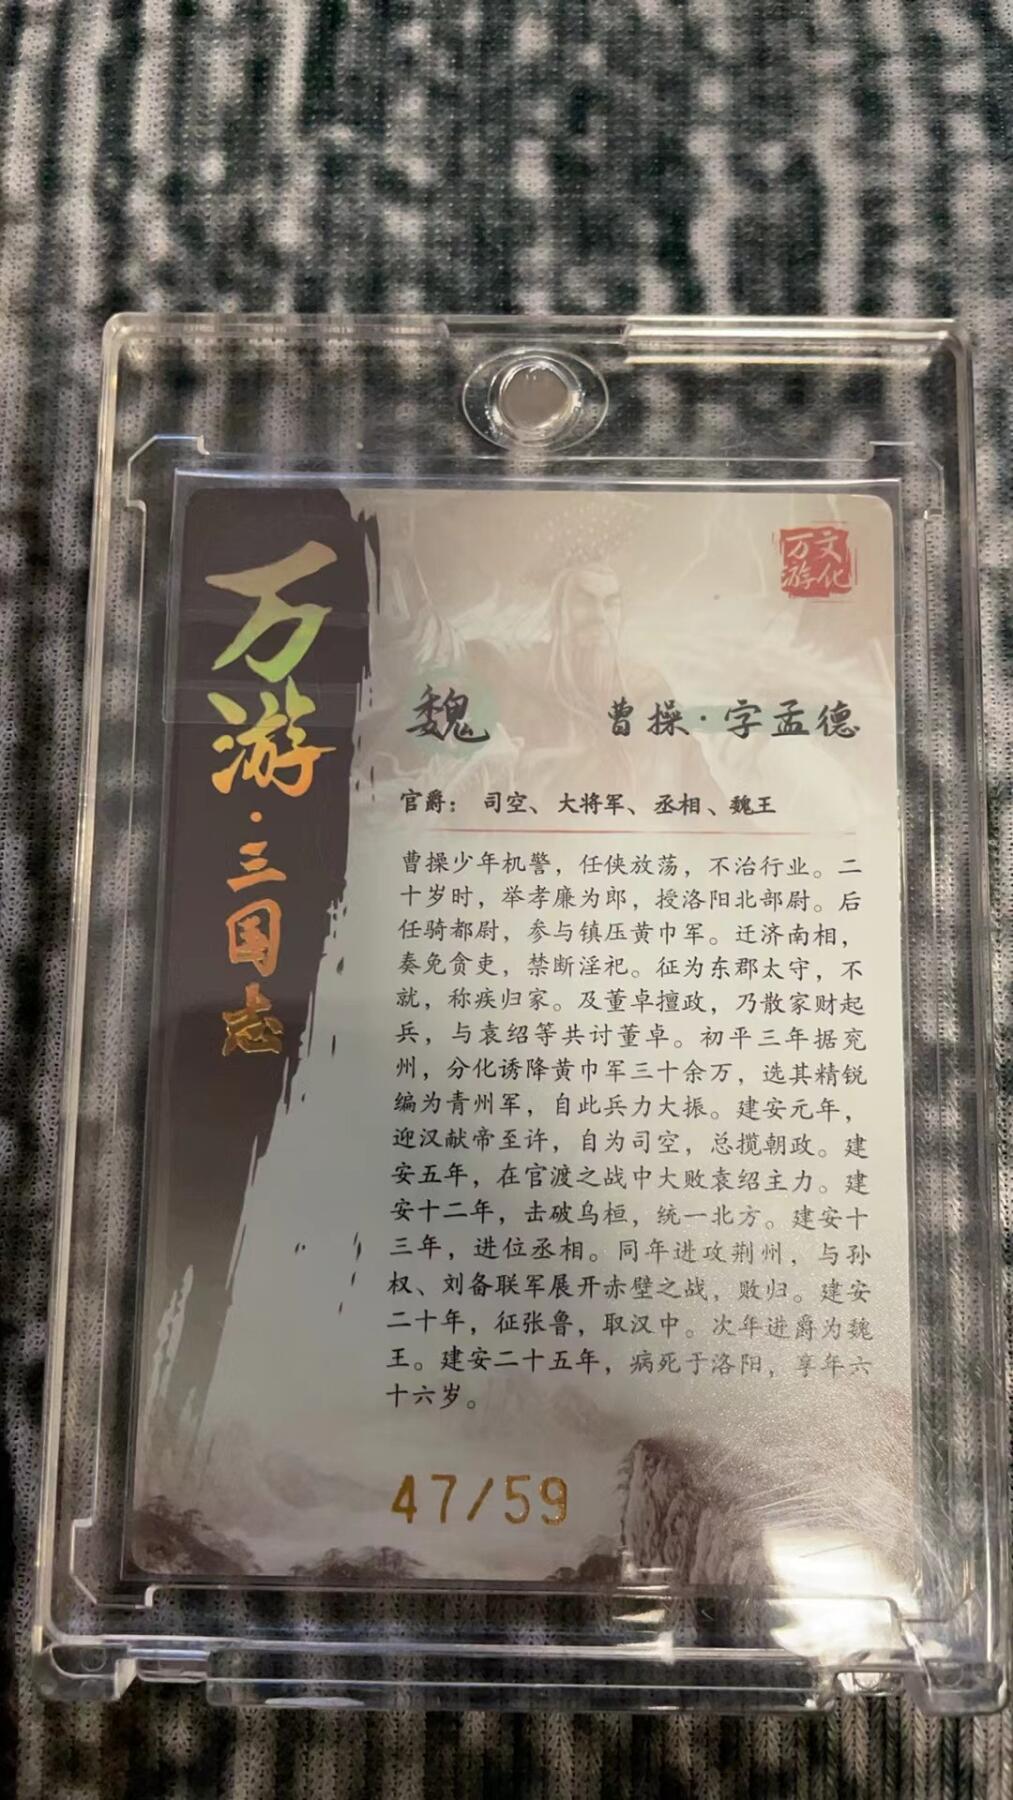 万游·三国志
万游
文化
魏
曹操·字孟德
官爵： 司空、大将军、丞相、魏王
曹操少年机警，任侠放荡，不治行业。二
十岁时，举孝廉为郎，授洛阳北部尉。后
任骑都尉，参与镇压黄巾军。迁济南相，
奏免贪吏，禁断淫祀。征为东郡太守，不
就，称疾归家。及董卓擅政，乃散家财起
兵，与袁绍等共讨董卓。初平三年据兖
州，分化诱降黄巾军三十余万，选其精锐
编为青州军，自此兵力大振。建安元年，
迎汉献帝至许，自为司空，总揽朝政。建
安五年，在官渡之战中大败袁绍主力。建
安十二年，击破乌桓，统一北方。建安十
三年，进位丞相。同年进攻荆州，与孙
权、刘备联军展开赤壁之战，败归。建安
二十年，征张鲁，取汉中。次年进爵为魏
王。建安二十五年，病死于洛阳，享年六
十六岁。
47/59